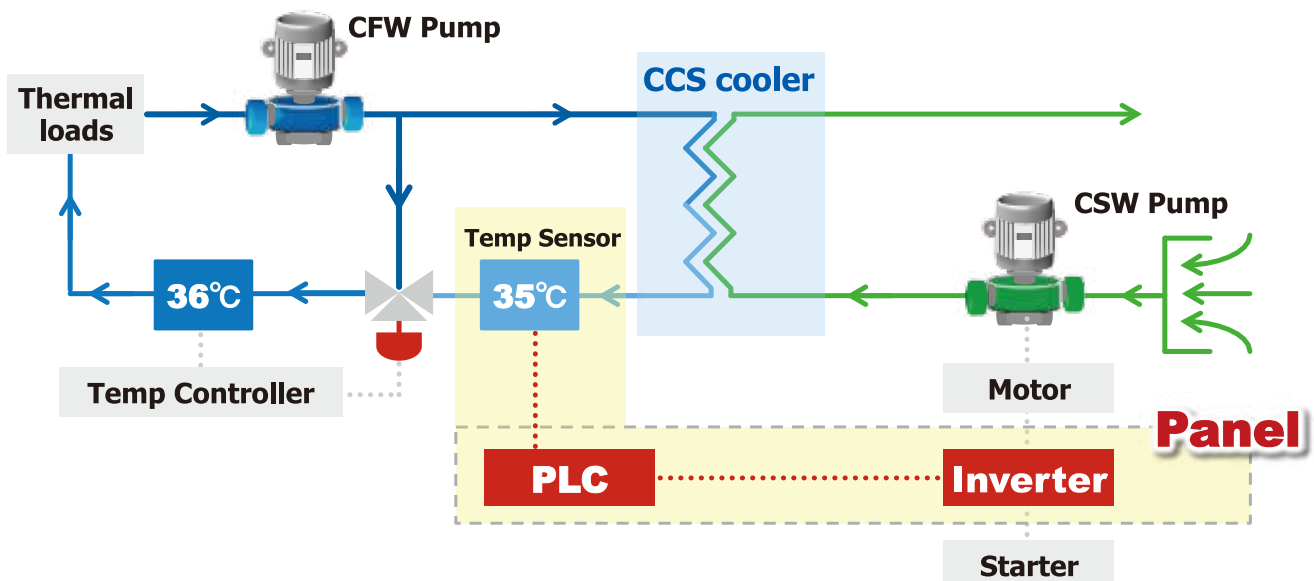 CFW Pump
Thermal
loads
CCS cooler
CSW Pump
Temp Sensor
36℃
35℃
Temp Controller
Motor
Panel
PLC
Inverter
Starter